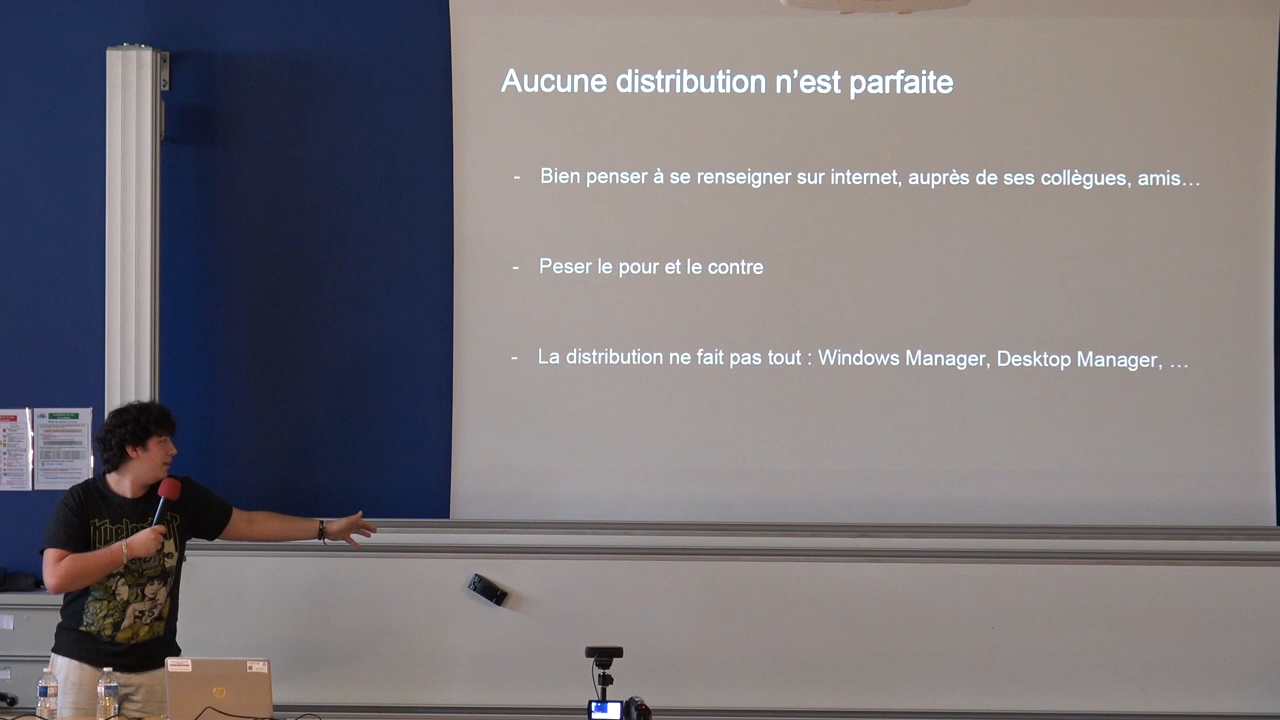 Aucune distribution n’est parfaite
- Bien penser à se renseigner sur internet, auprès de ses collègues, amis…
- Peser le pour et le contre
- La distribution ne fait pas tout : Windows Manager, Desktop Manager, …
hp